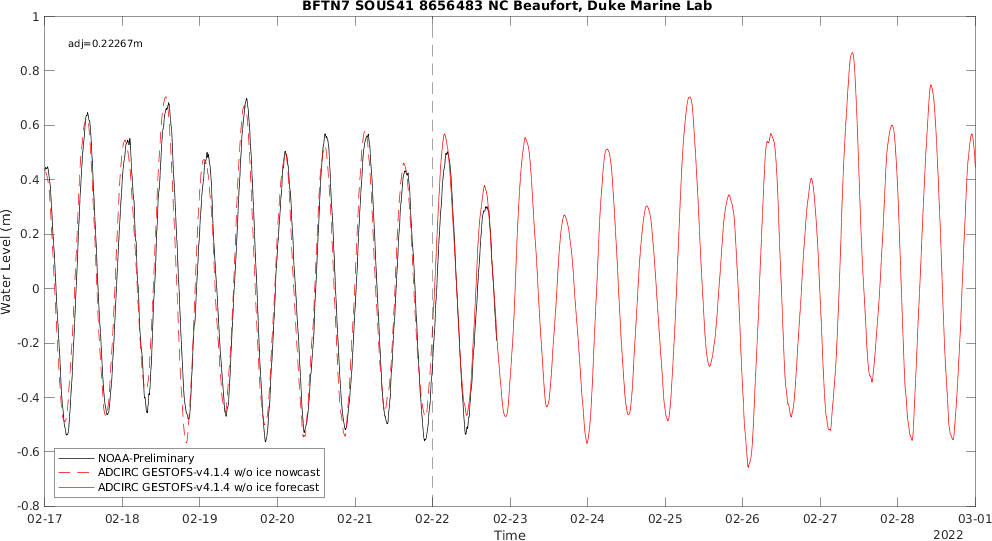 BFTN7 SOUS41 8656483 NC Beaufort, Duke Marine Lab
adj=0.22267m
Water Level (m)
1
0.8
0.6
0.4
0.2
0
-0.2
-0.4
-0.6
-0.8
NOAA-Preliminary
ADCIRC GESTOFS-v4.1.4 w/o ice nowcast
ADCIRC GESTOFS-v4.1.4 w/o ice forecast
02-17 02-18 02-19 02-20 02-21 02-22 02-23 02-24 02-25 02-26 02-27 02-28 03-01
Time
2022